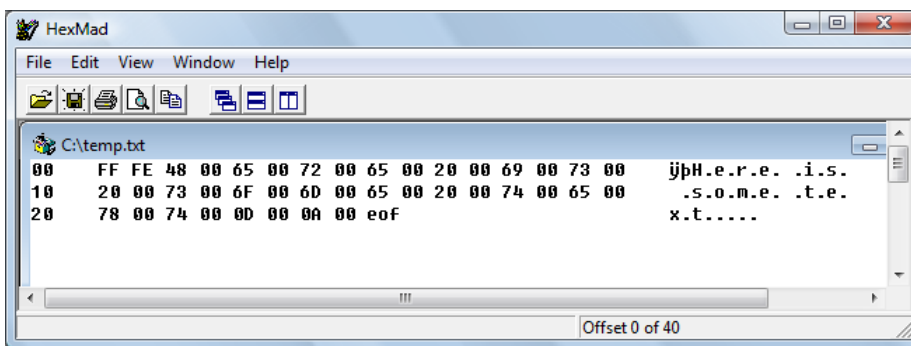 HexMad
File Edit View Window Help
C:\temp.txt
00 FF FE 48 00 65 00 72 00 65 00 20 00 69 00 73 00 ÿþH.e.r.e. .i.s.
10 20 00 73 00 6F 00 6D 00 65 00 20 00 74 00 65 00 .s.o.m.e. .t.e.
20 78 00 74 00 0D 00 0A 00 eof x.t.....
Offset 0 of 40